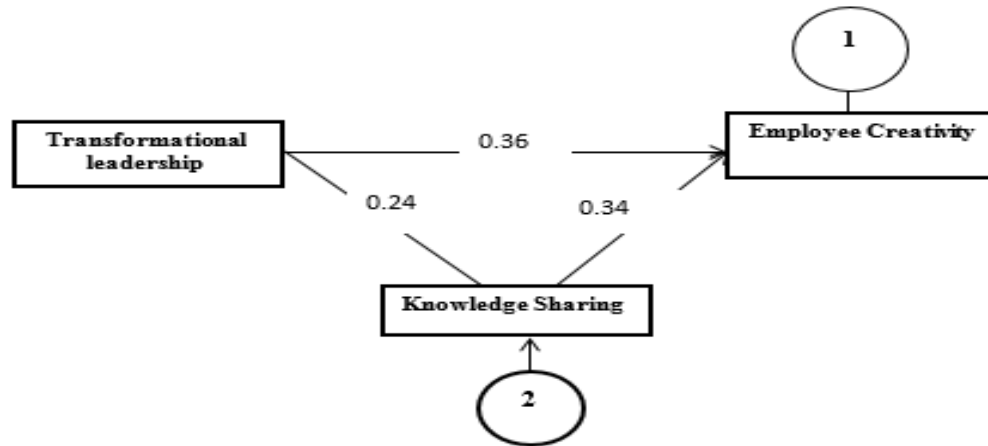 1
Transformational
leadership
0.36
Employee Creativity
0.24
0.34
Knowledge Sharing
2